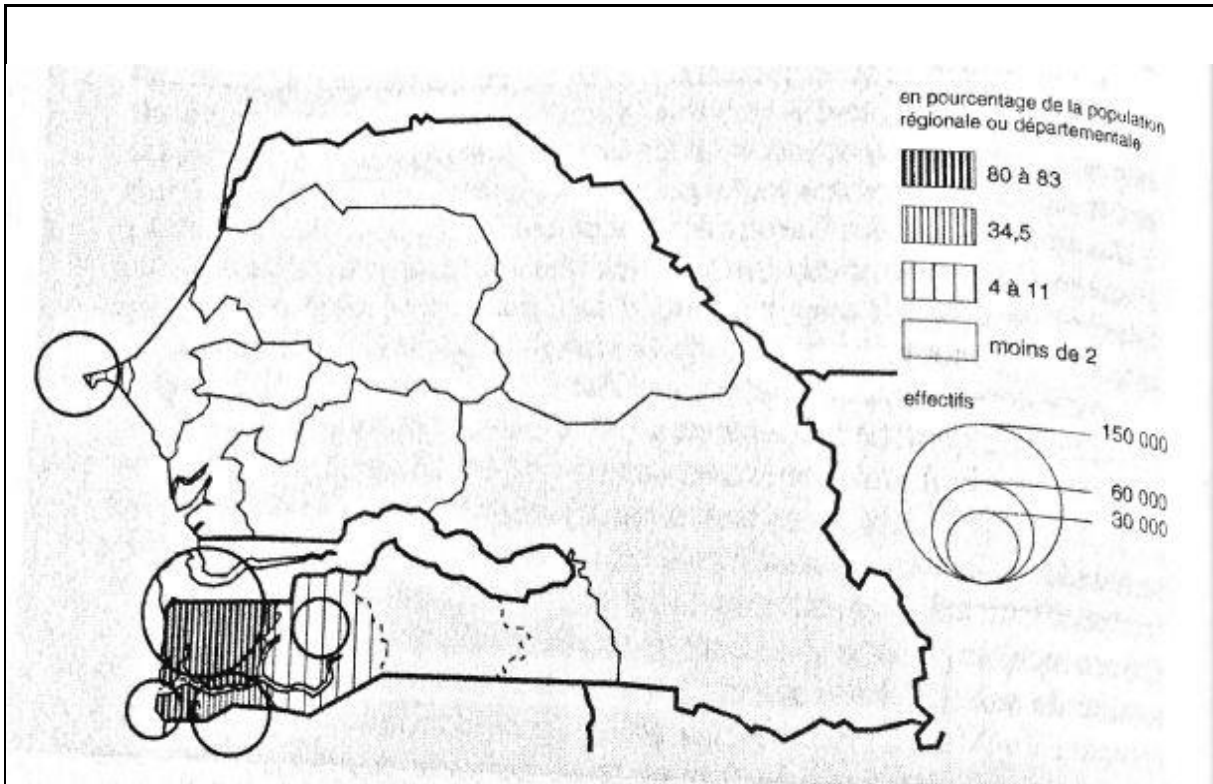 en pourcentage de la population
régionale ou départementale
80 à 83
34,5
4 à 11
moins de 2
effectifs
150 000
60 000
30 000